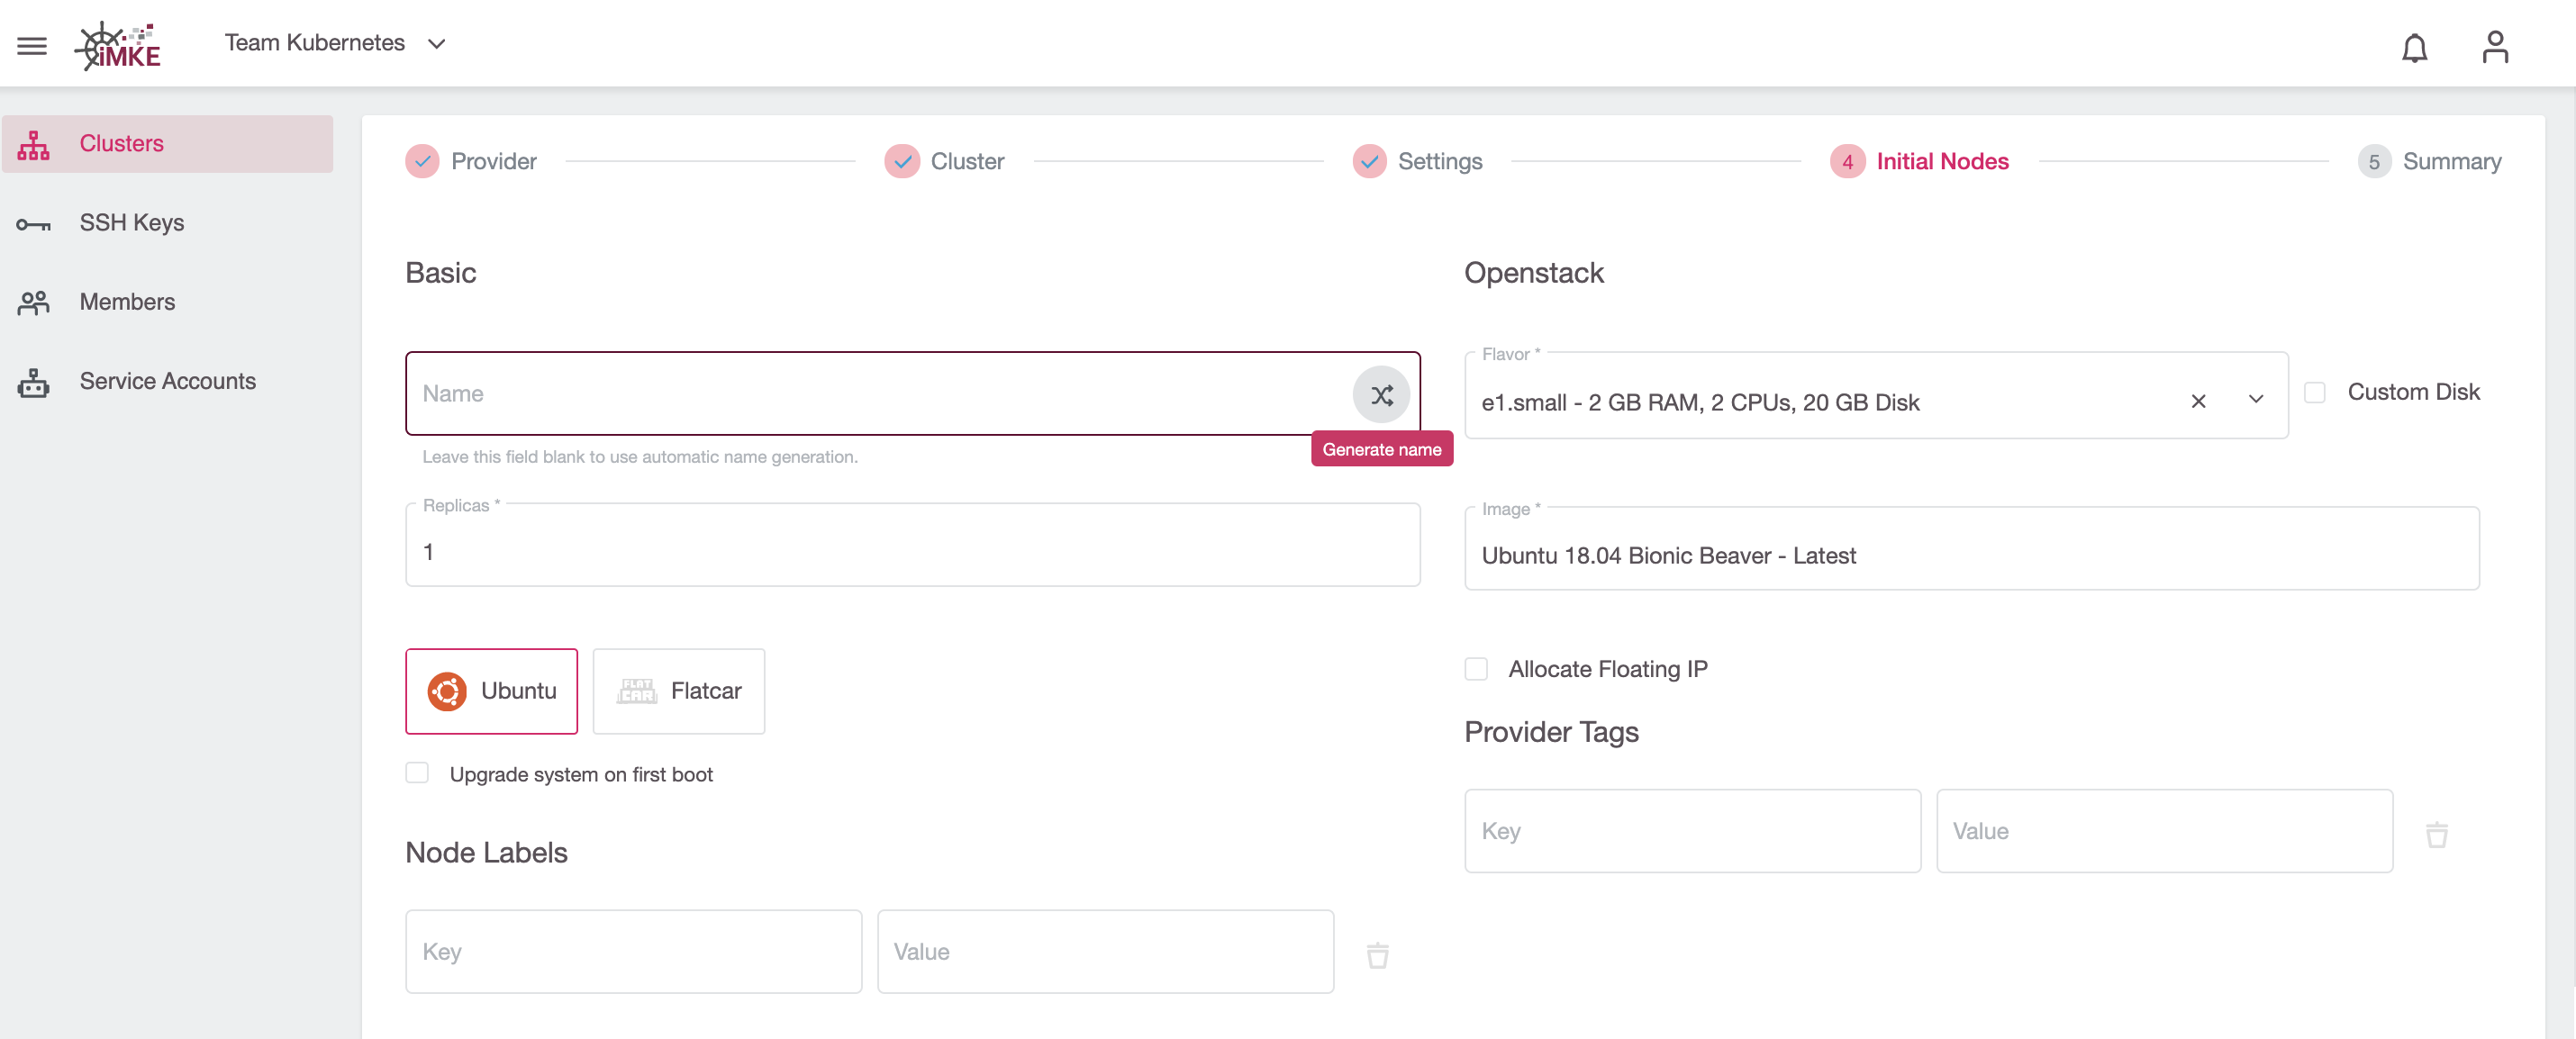 iMKE
Team Kubernetes
Clusters
SSH Keys
Members
Service Accounts
Provider
Cluster
Settings
4 Initial Nodes
5 Summary
Basic
Name
Generate name
Leave this field blank to use automatic name generation.
Replicas *
1
Ubuntu
FLAT CAR Flatcar
Upgrade system on first boot
Node Labels
Key
Value
Openstack
Flavor *
e1.small - 2 GB RAM, 2 CPUs, 20 GB Disk
Custom Disk
Image *
Ubuntu 18.04 Bionic Beaver - Latest
Allocate Floating IP
Provider Tags
Key
Value